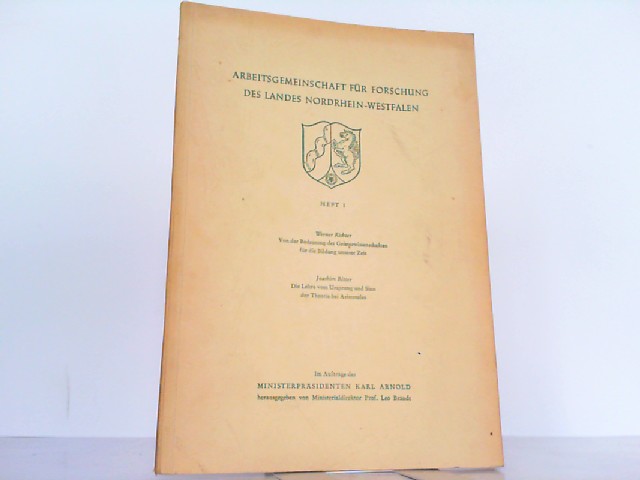 ARBEITSGEMEINSCHAFT FÜR FORSCHUNG
DES LANDES NORDRHEIN-WESTFALEN
HEFT 1
Werner Richter
Von der Bedeutung der Geisteswissenschaften
für die Bildung unserer Zeit
Joachim Ritter
Die Lehre vom Ursprung und Sinn
der Theorie bei Aristoteles
Im Auftrage des
MINISTERPRÄSIDENTEN KARL ARNOLD
herausgegeben von Ministerialdirektor Prof. Leo Brandt